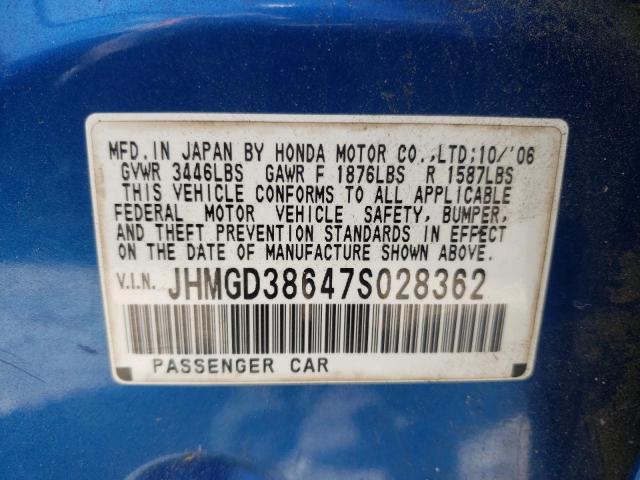 MFD. IN JAPAN BY HONDA MOTOR CO.,LTD;10/'06
GVWR 3446LBS GAWR F 1876LBS R 1587LBS
THIS VEHICLE CONFORMS TO ALL APPLICABLE
FEDERAL MOTOR VEHICLE SAFETY, BUMPER,
AND THEFT PREVENTION STANDARDS IN EFFECT
ON THE DATE OF MANUFACTURE SHOWN ABOVE.
V.I.N. JHMGD38647S028362
PASSENGER CAR